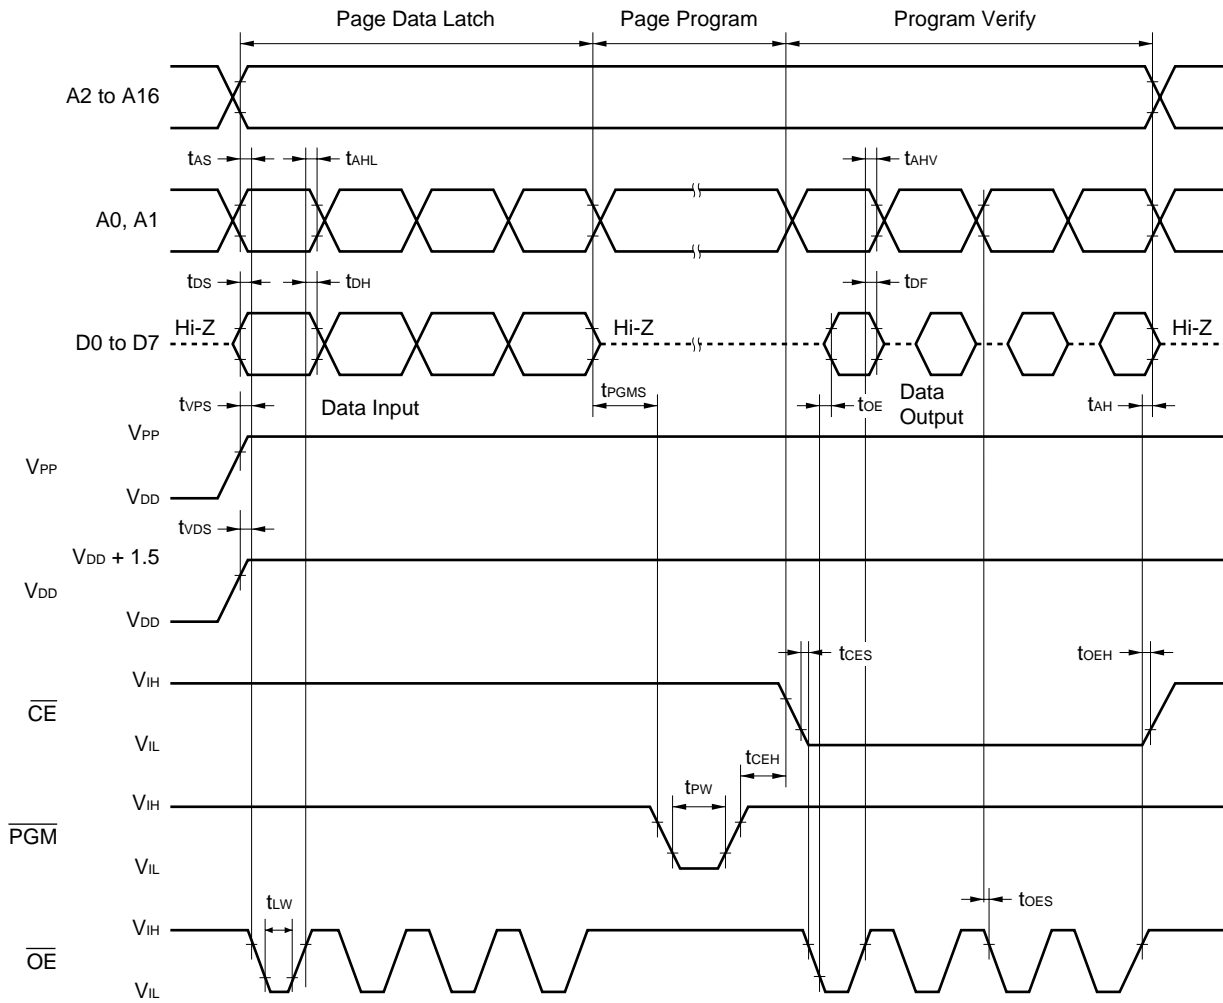 Page Data Latch Page Program Program Verify
A2 to A16
tAS tAHL tAHV
A0, A1
tDS tDH tDF
Hi-Z Hi-Z Hi-Z
D0 to D7
tPGMS
tVPS Data Input tOE Data Output tAH
VPP
VPP
VDD
tVDS
VDD + 1.5
VDD
VDD
tCES tOEH
VIH
CE
VIL
tCEH
tPW
VIH
PGM
VIL
tLW tOES
VIH
OE
VIL